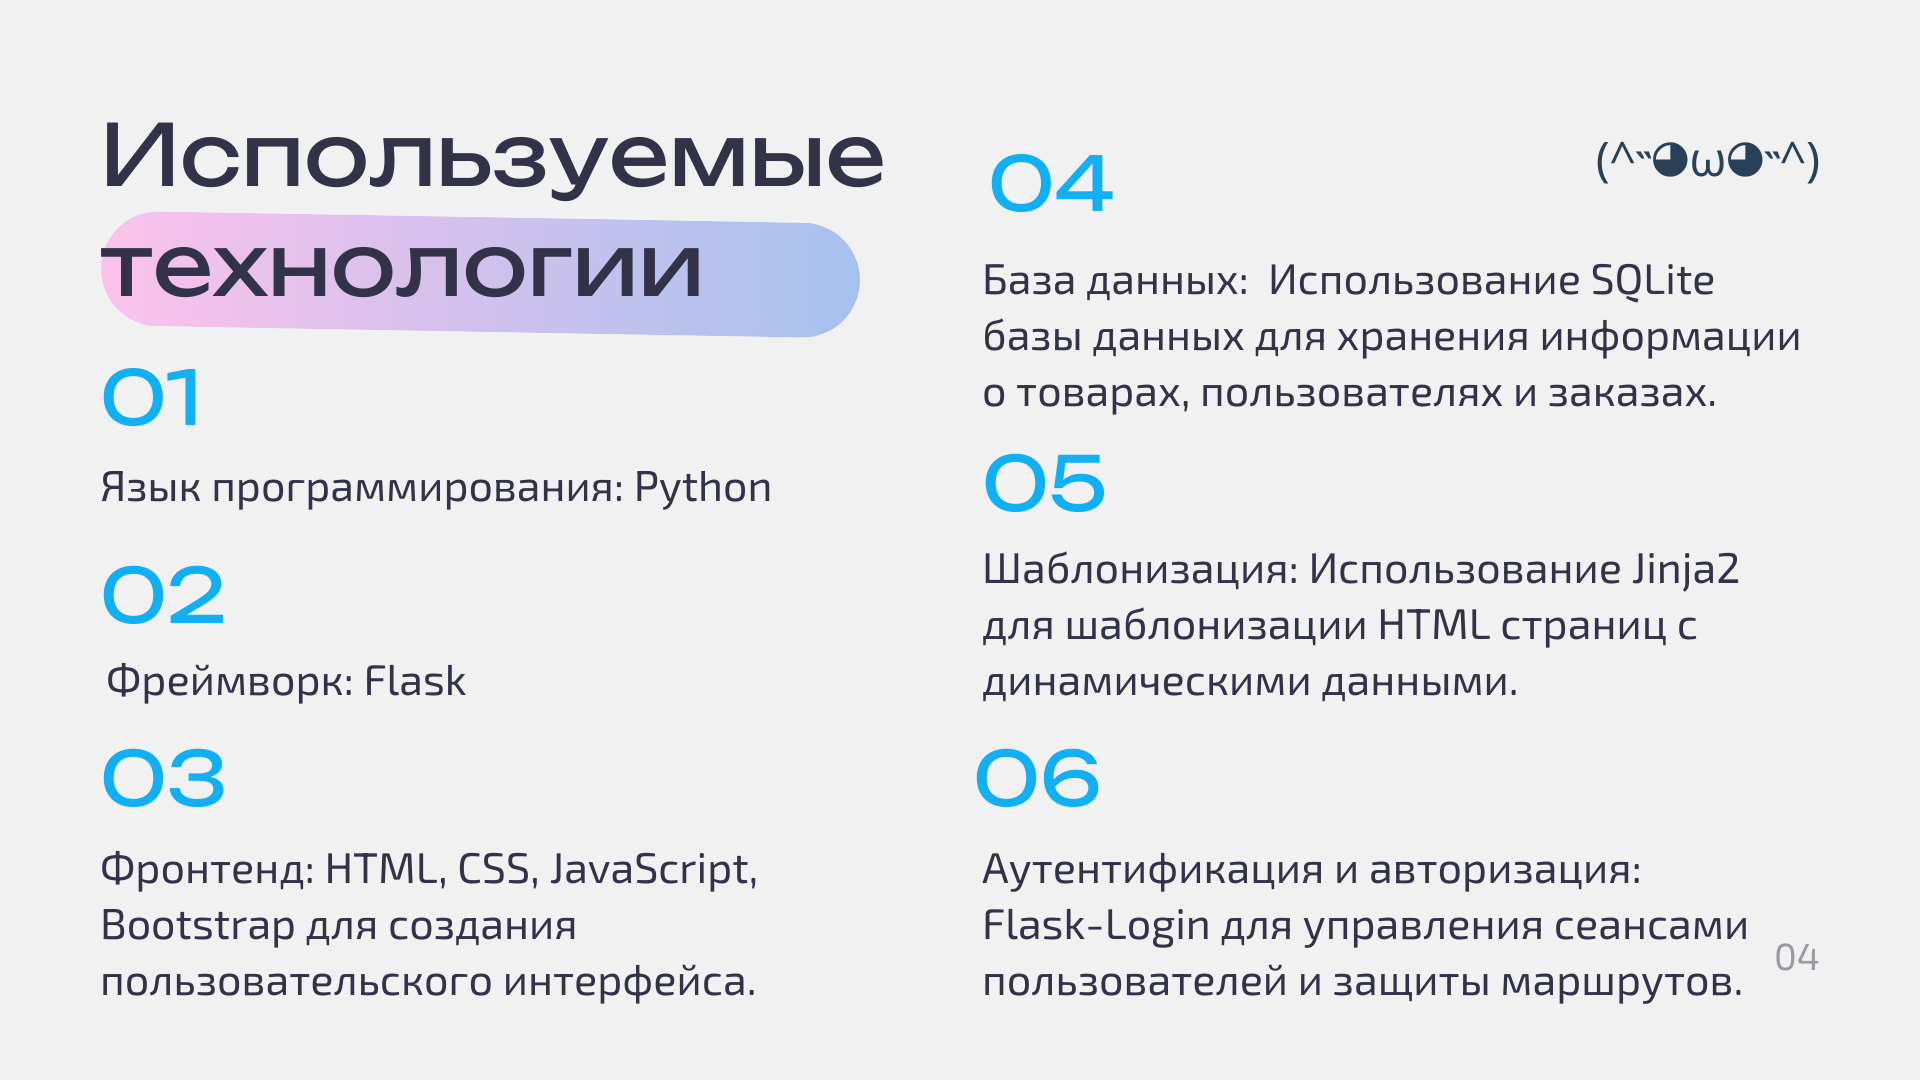 Используемые
технологии
01
Язык программирования: Python
02
Фреймворк: Flask
03
Фронтенд: HTML, CSS, JavaScript,
Bootstrap для создания
пользовательского интерфейса.
(^˵◕ω◕˵^)
04
База данных:  Использование SQLite
базы данных для хранения информации
о товарах, пользователях и заказах.
05
Шаблонизация: Использование Jinja2
для шаблонизации HTML страниц с
динамическими данными.
06
Аутентификация и авторизация:
Flask-Login для управления сеансами
пользователей и защиты маршрутов.
04